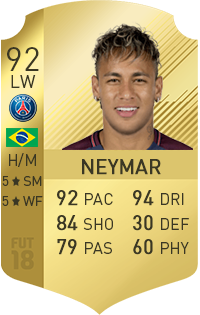 92
LW
PARIS
H/M
5 ★ SM
5 ★ WF
NEYMAR
92 PAC 94 DRI
84 SHO 30 DEF
79 PAS 60 PHY
FUT
18